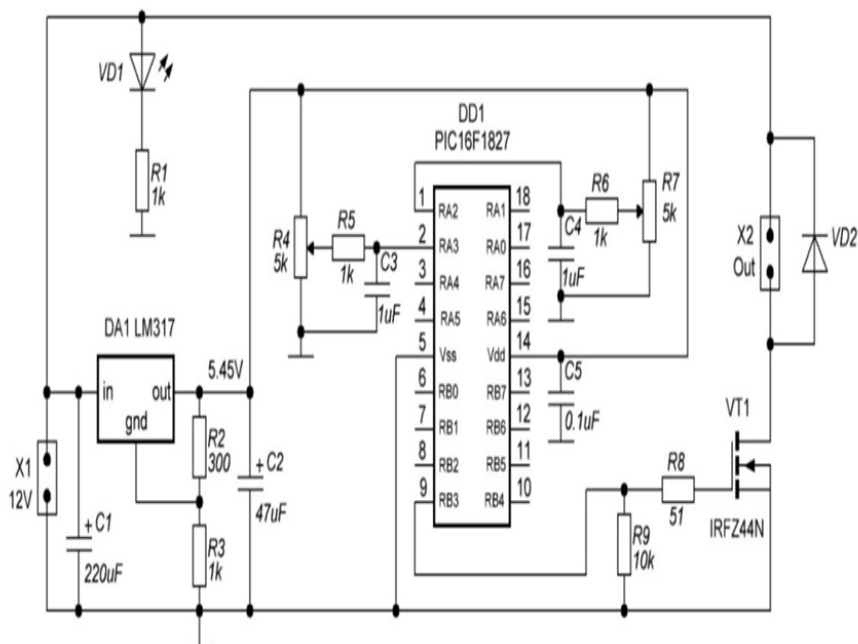 VD1
R1
1k
DD1
PIC16F1827
R4
5k
R5
1k
C3
1uF
1
RA2
2
RA3
3
RA4
4
RA5
5
Vss
6
RB0
7
RB1
8
RB2
9
RB3
18
RA1
17
RA0
16
RA7
15
RA6
14
Vdd
13
RB7
12
RB6
11
RB5
10
RB4
C4
1uF
R6
1k
R7
5k
X2
Out
VD2
DA1 LM317
in
out
gnd
5.45V
R2
300
+ C2
47uF
C5
0.1uF
VT1
IRFZ44N
R8
51
R9
10k
X1
12V
+ C1
220uF
R3
1k